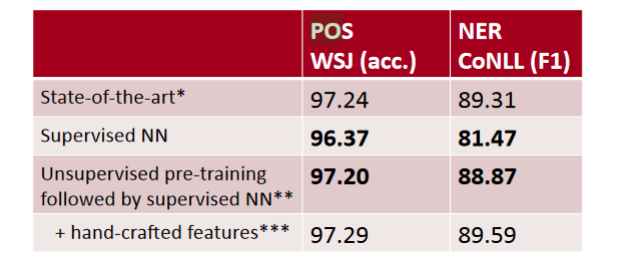 POS
WSJ (acc.)
NER
CoNLL (F1)
State-of-the-art* 97.24 89.31
Supervised NN 96.37 81.47
Unsupervised pre-training
followed by supervised NN** 97.20 88.87
+ hand-crafted features*** 97.29 89.59